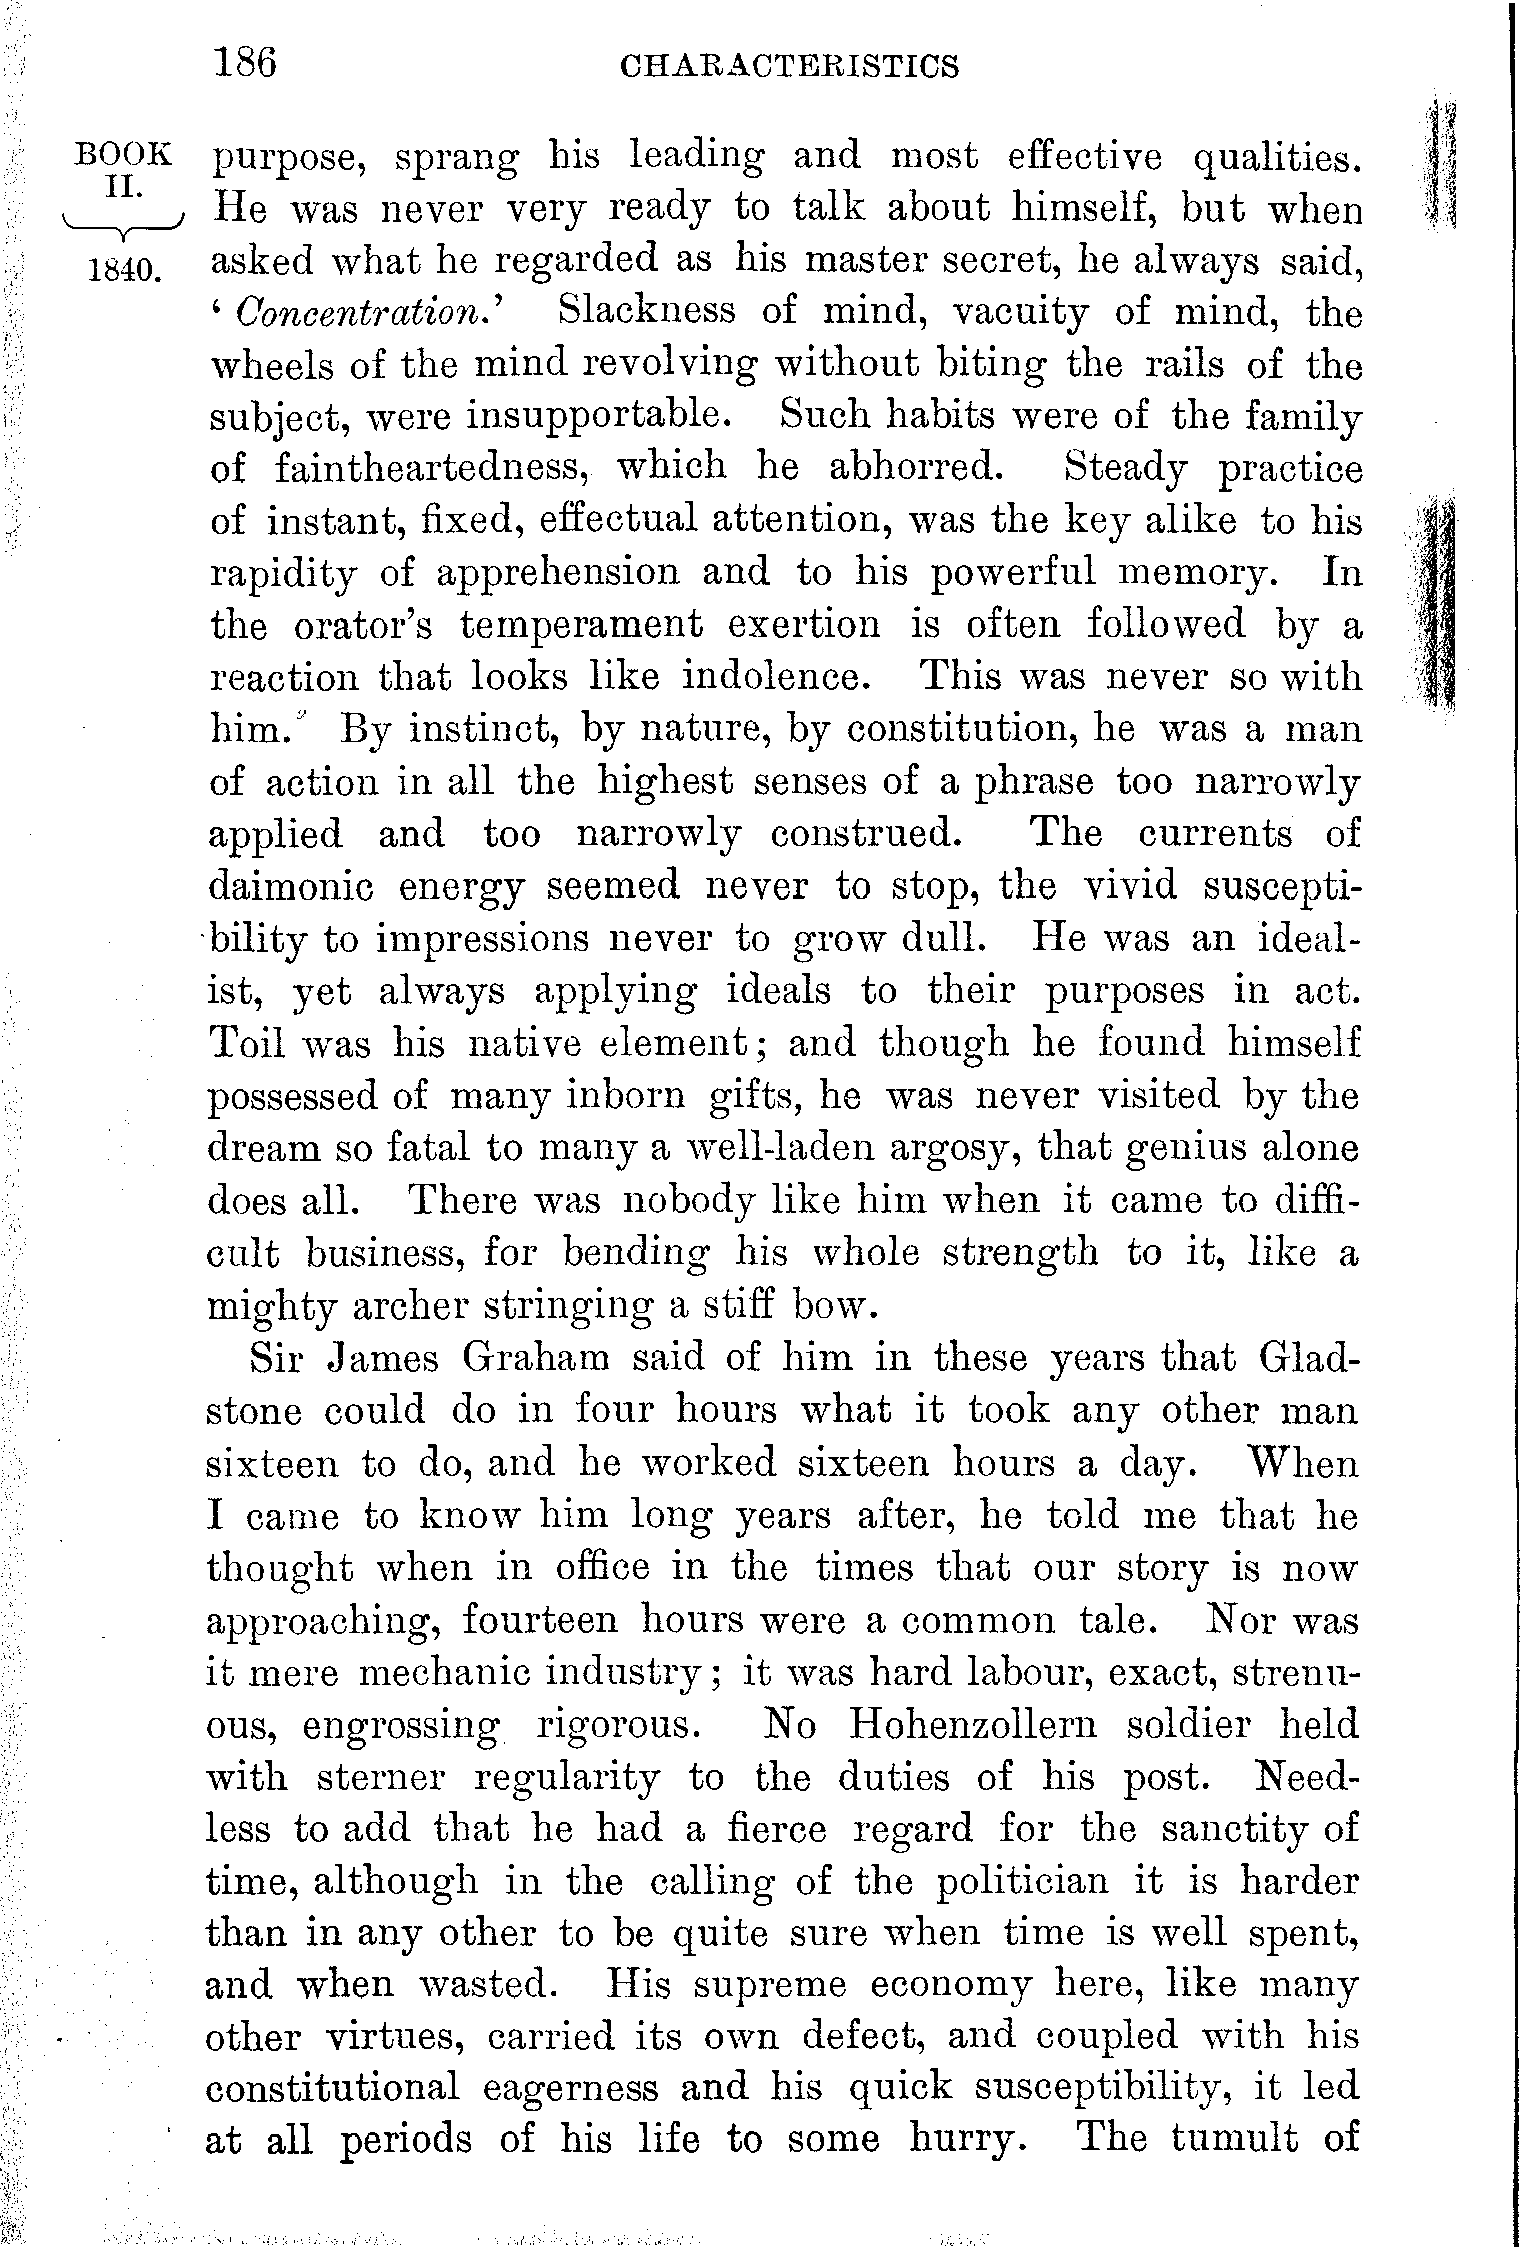 186 CHARACTERISTICS
BOOK
II.
1840.
purpose, sprang his leading and most effective qualities.
He was never very ready to talk about himself, but when
asked what he regarded as his master secret, he always said,
‘Concentration.’ Slackness of mind, vacuity of mind, the
wheels of the mind revolving without biting the rails of the
subject, were insupportable. Such habits were of the family
of faintheartedness, which he abhorred. Steady practice
of instant, fixed, effectual attention, was the key alike to his
rapidity of apprehension and to his powerful memory. In
the orator’s temperament exertion is often followed by a
reaction that looks like indolence. This was never so with
him. By instinct, by nature, by constitution, he was a man
of action in all the highest senses of a phrase too narrowly
applied and too narrowly construed. The currents of
daimonic energy seemed never to stop, the vivid suscepti-
bility to impressions never to grow dull. He was an ideal-
ist, yet always applying ideals to their purposes in act.
Toil was his native element; and though he found himself
possessed of many inborn gifts, he was never visited by the
dream so fatal to many a well-laden argosy, that genius alone
does all. There was nobody like him when it came to diffi-
cult business, for bending his whole strength to it, like a
mighty archer stringing a stiff bow.
Sir James Graham said of him in these years that Glad-
stone could do in four hours what it took any other man
sixteen to do, and he worked sixteen hours a day. When
I came to know him long years after, he told me that he
thought when in office in the times that our story is now
approaching, fourteen hours were a common tale. Nor was
it mere mechanic industry; it was hard labour, exact, strenu-
ous, engrossing rigorous. No Hohenzollern soldier held
with sterner regularity to the duties of his post. Need-
less to add that he had a fierce regard for the sanctity of
time, although in the calling of the politician it is harder
than in any other to be quite sure when time is well spent,
and when wasted. His supreme economy here, like many
other virtues, carried its own defect, and coupled with his
constitutional eagerness and his quick susceptibility, it led
at all periods of his life to some hurry. The tumult of